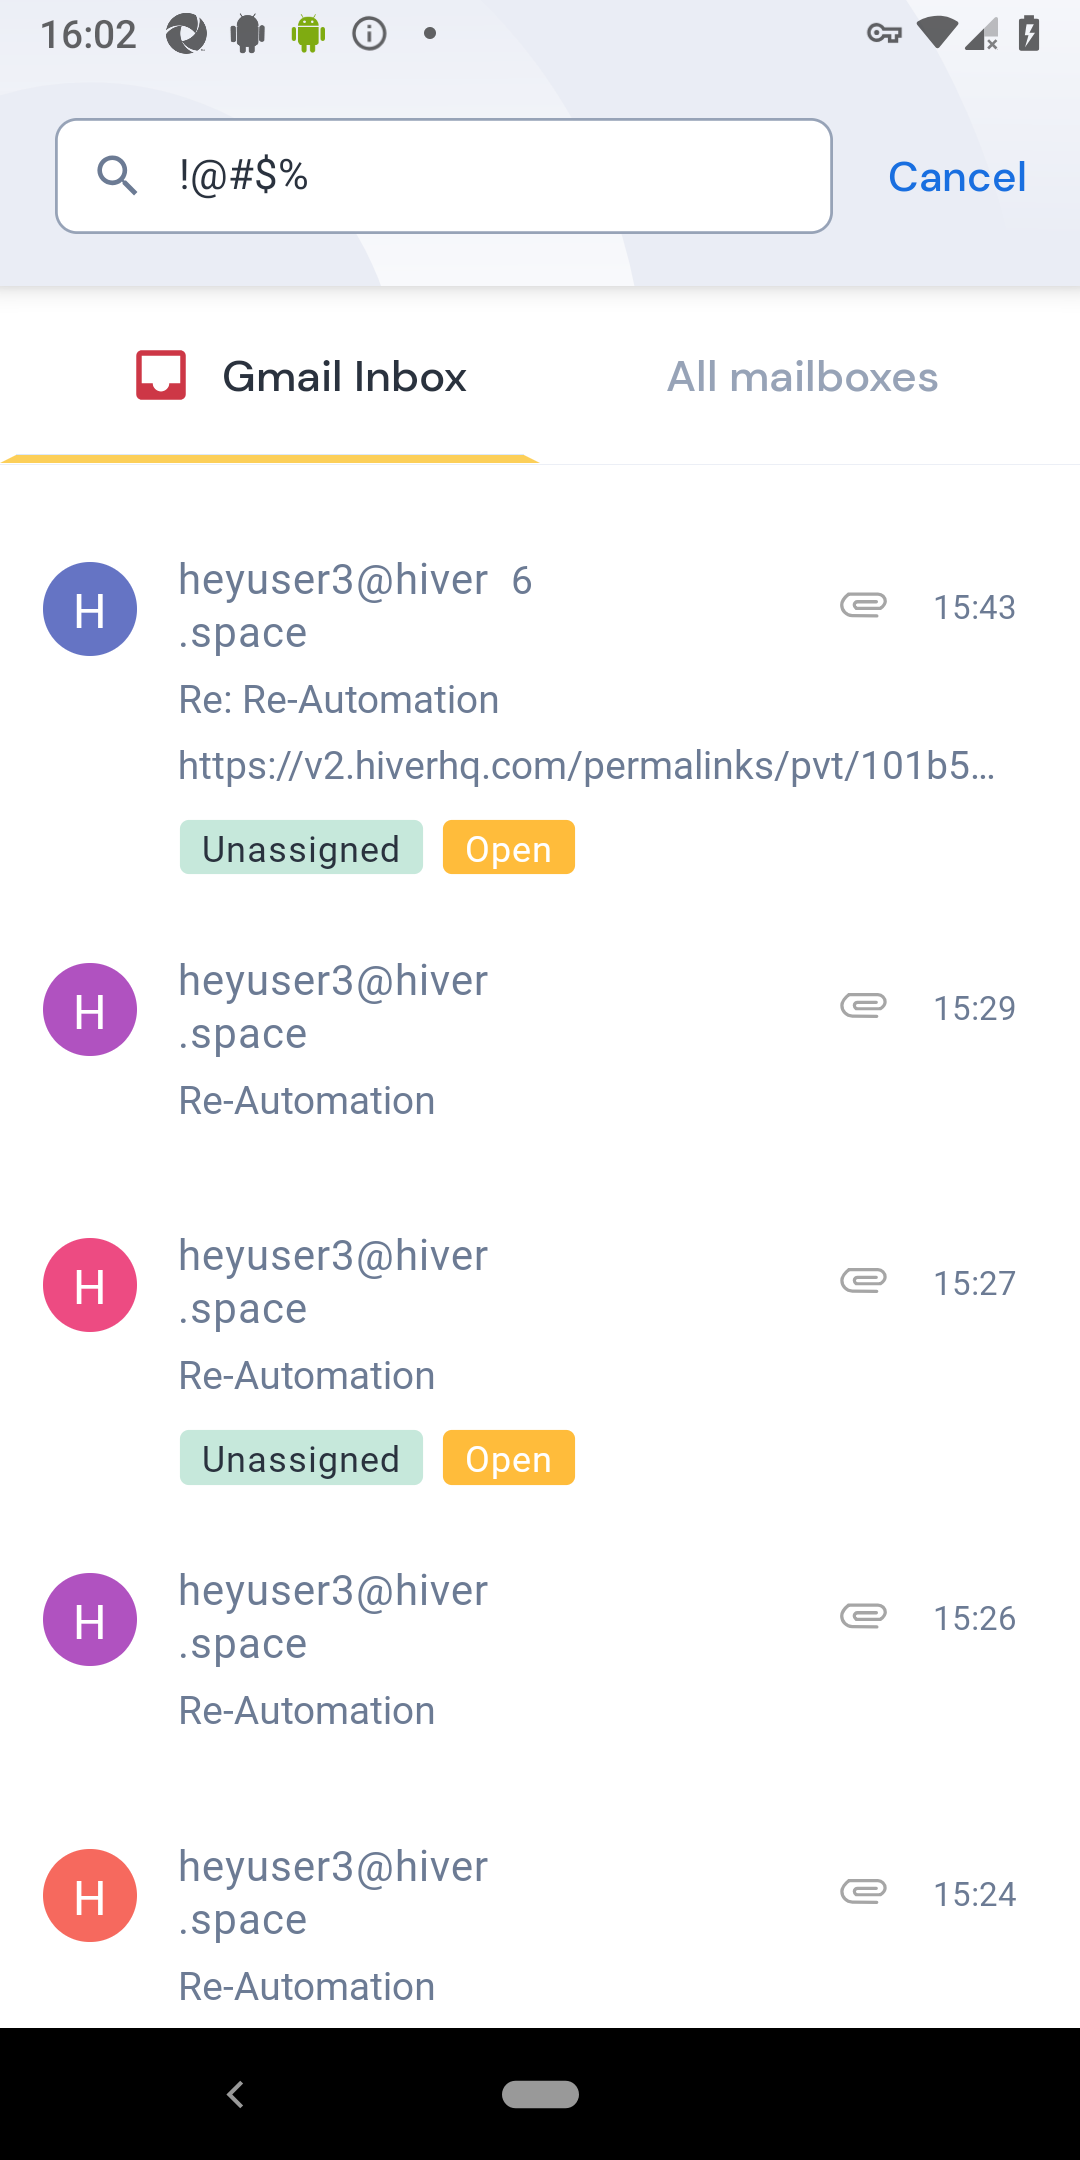 16:02
!@#$%
Cancel
Gmail Inbox
All mailboxes
H
heyuser3@hiver 6
.space
15:43
Re: Re-Automation
https://v2.hiverhq.com/permalinks/pvt/101b5...
Unassigned
Open
H
heyuser3@hiver
.space
15:29
Re-Automation
H
heyuser3@hiver
.space
15:27
Re-Automation
Unassigned
Open
H
heyuser3@hiver
.space
15:26
Re-Automation
H
heyuser3@hiver
.space
15:24
Re-Automation